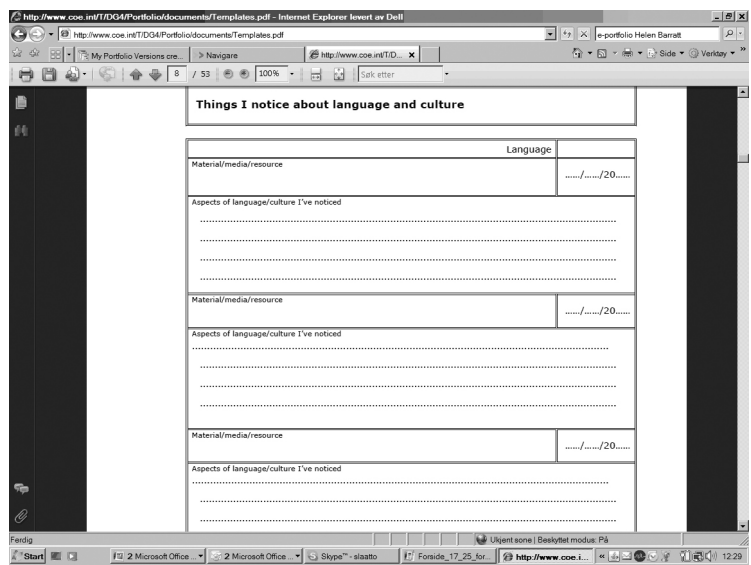 http://www.coe.int/T/DG4/Portfolio/documents/Templates.pdf - Internet Explorer levert av Dell
http://www.coe.int/T/DG4/Portfolio/documents/Templates.pdf
e-portfolio Helen Barratt
My Portfolio Versions cre...
> Navigare
http://www.coe.int/T/D...
Side
Verktøy
8 / 53
100%
Søk etter
Things I notice about language and culture
Language
Material/media/resource
....../....../20......
Aspects of language/culture I've noticed
Material/media/resource
....../....../20......
Aspects of language/culture I've noticed
Material/media/resource
....../....../20......
Aspects of language/culture I've noticed
Ferdig
Ukjent sone | Beskyttet modus: På
Start
2 Microsoft Office ...
2 Microsoft Office ...
Skype™ - slaatto
Forside_17_25_for...
http://www.coe.i...
12:29